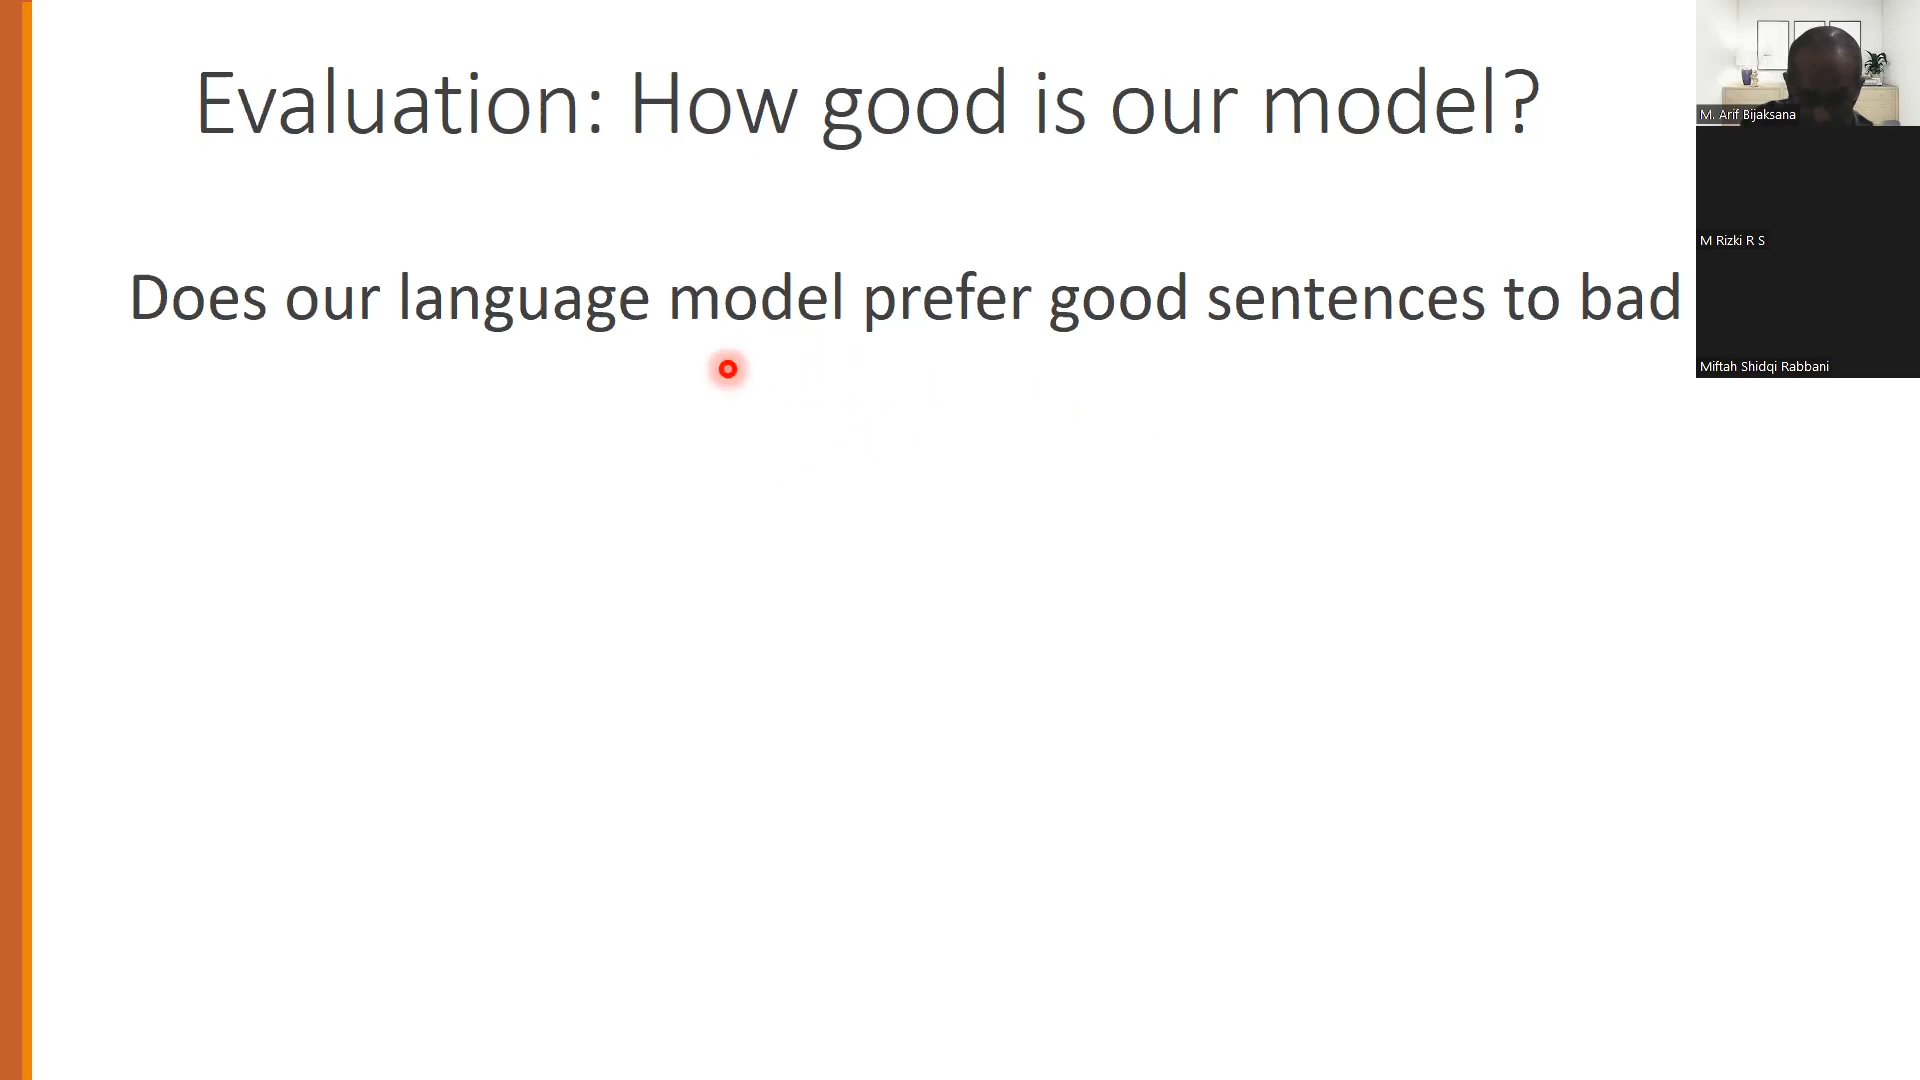 Evaluation: How good is our model?
Does our language model prefer good sentences to bad
M. Arif Bijaksana
M Rizki R S
Miftah Shidqi Rabbani